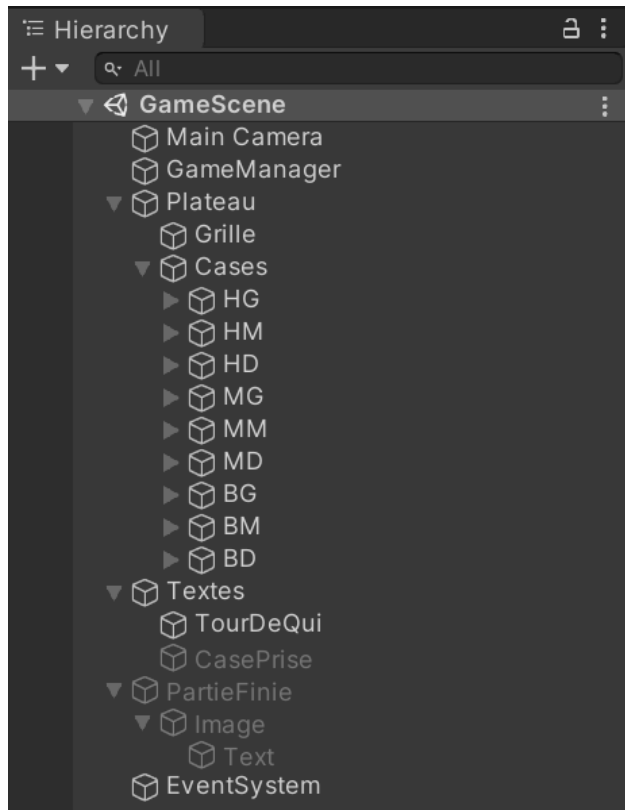 Hierarchy
All
GameScene
Main Camera
GameManager
Plateau
Grille
Cases
HG
HM
HD
MG
MM
MD
BG
BM
BD
Textes
TourDeQui
CasePrise
PartieFinie
Image
Text
EventSystem